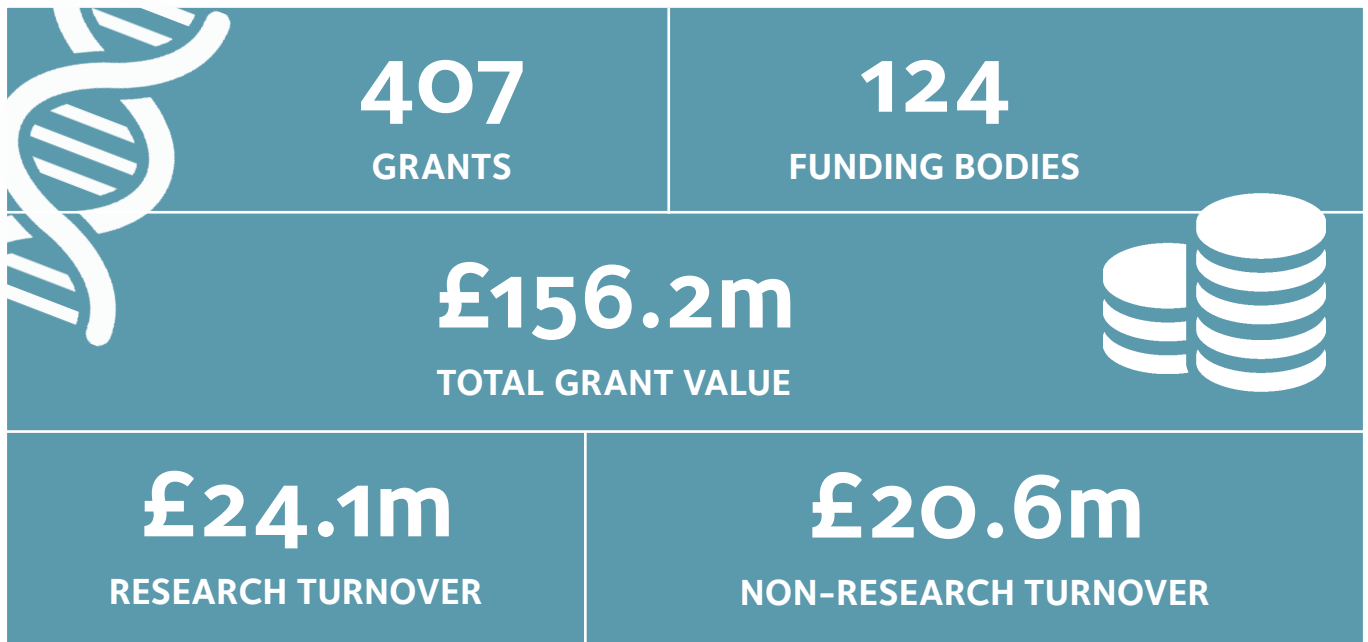 407
GRANTS
124
FUNDING BODIES
£156.2m
TOTAL GRANT VALUE
£24.1m
RESEARCH TURNOVER
£20.6m
NON-RESEARCH TURNOVER